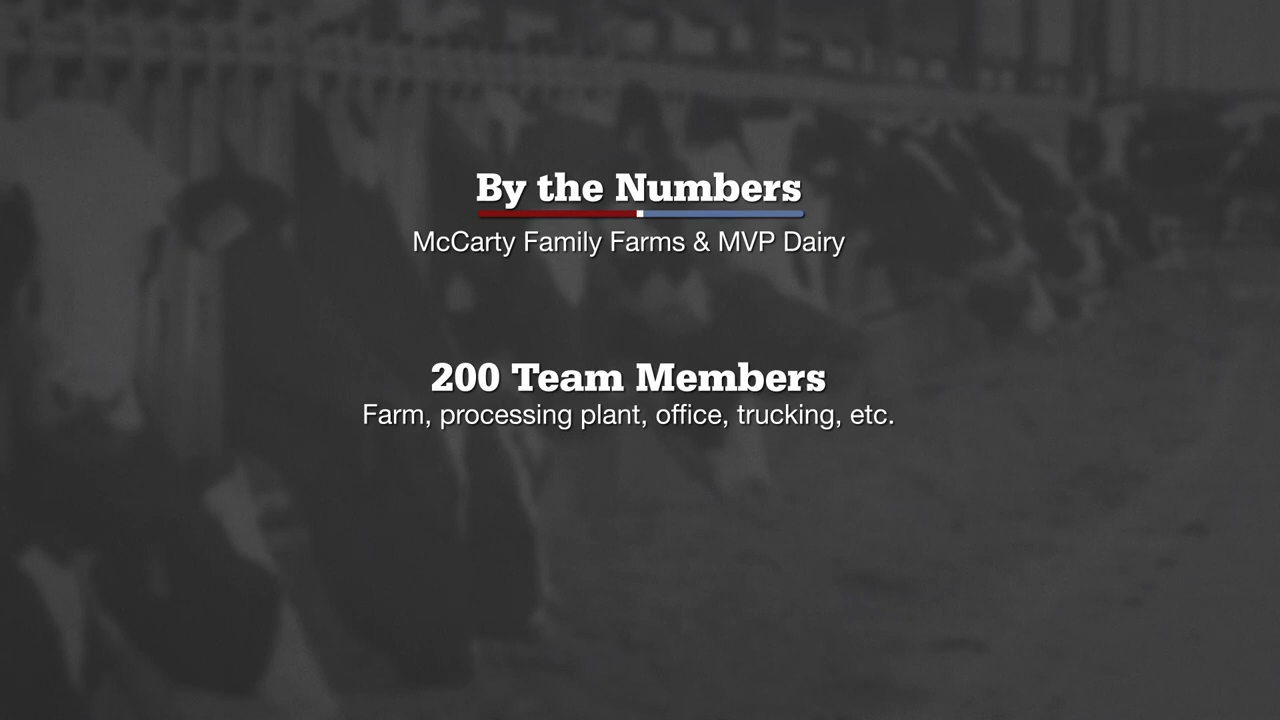 By the Numbers
McCarty Family Farms & MVP Dairy
200 Team Members
Farm, processing plant, office, trucking, etc.